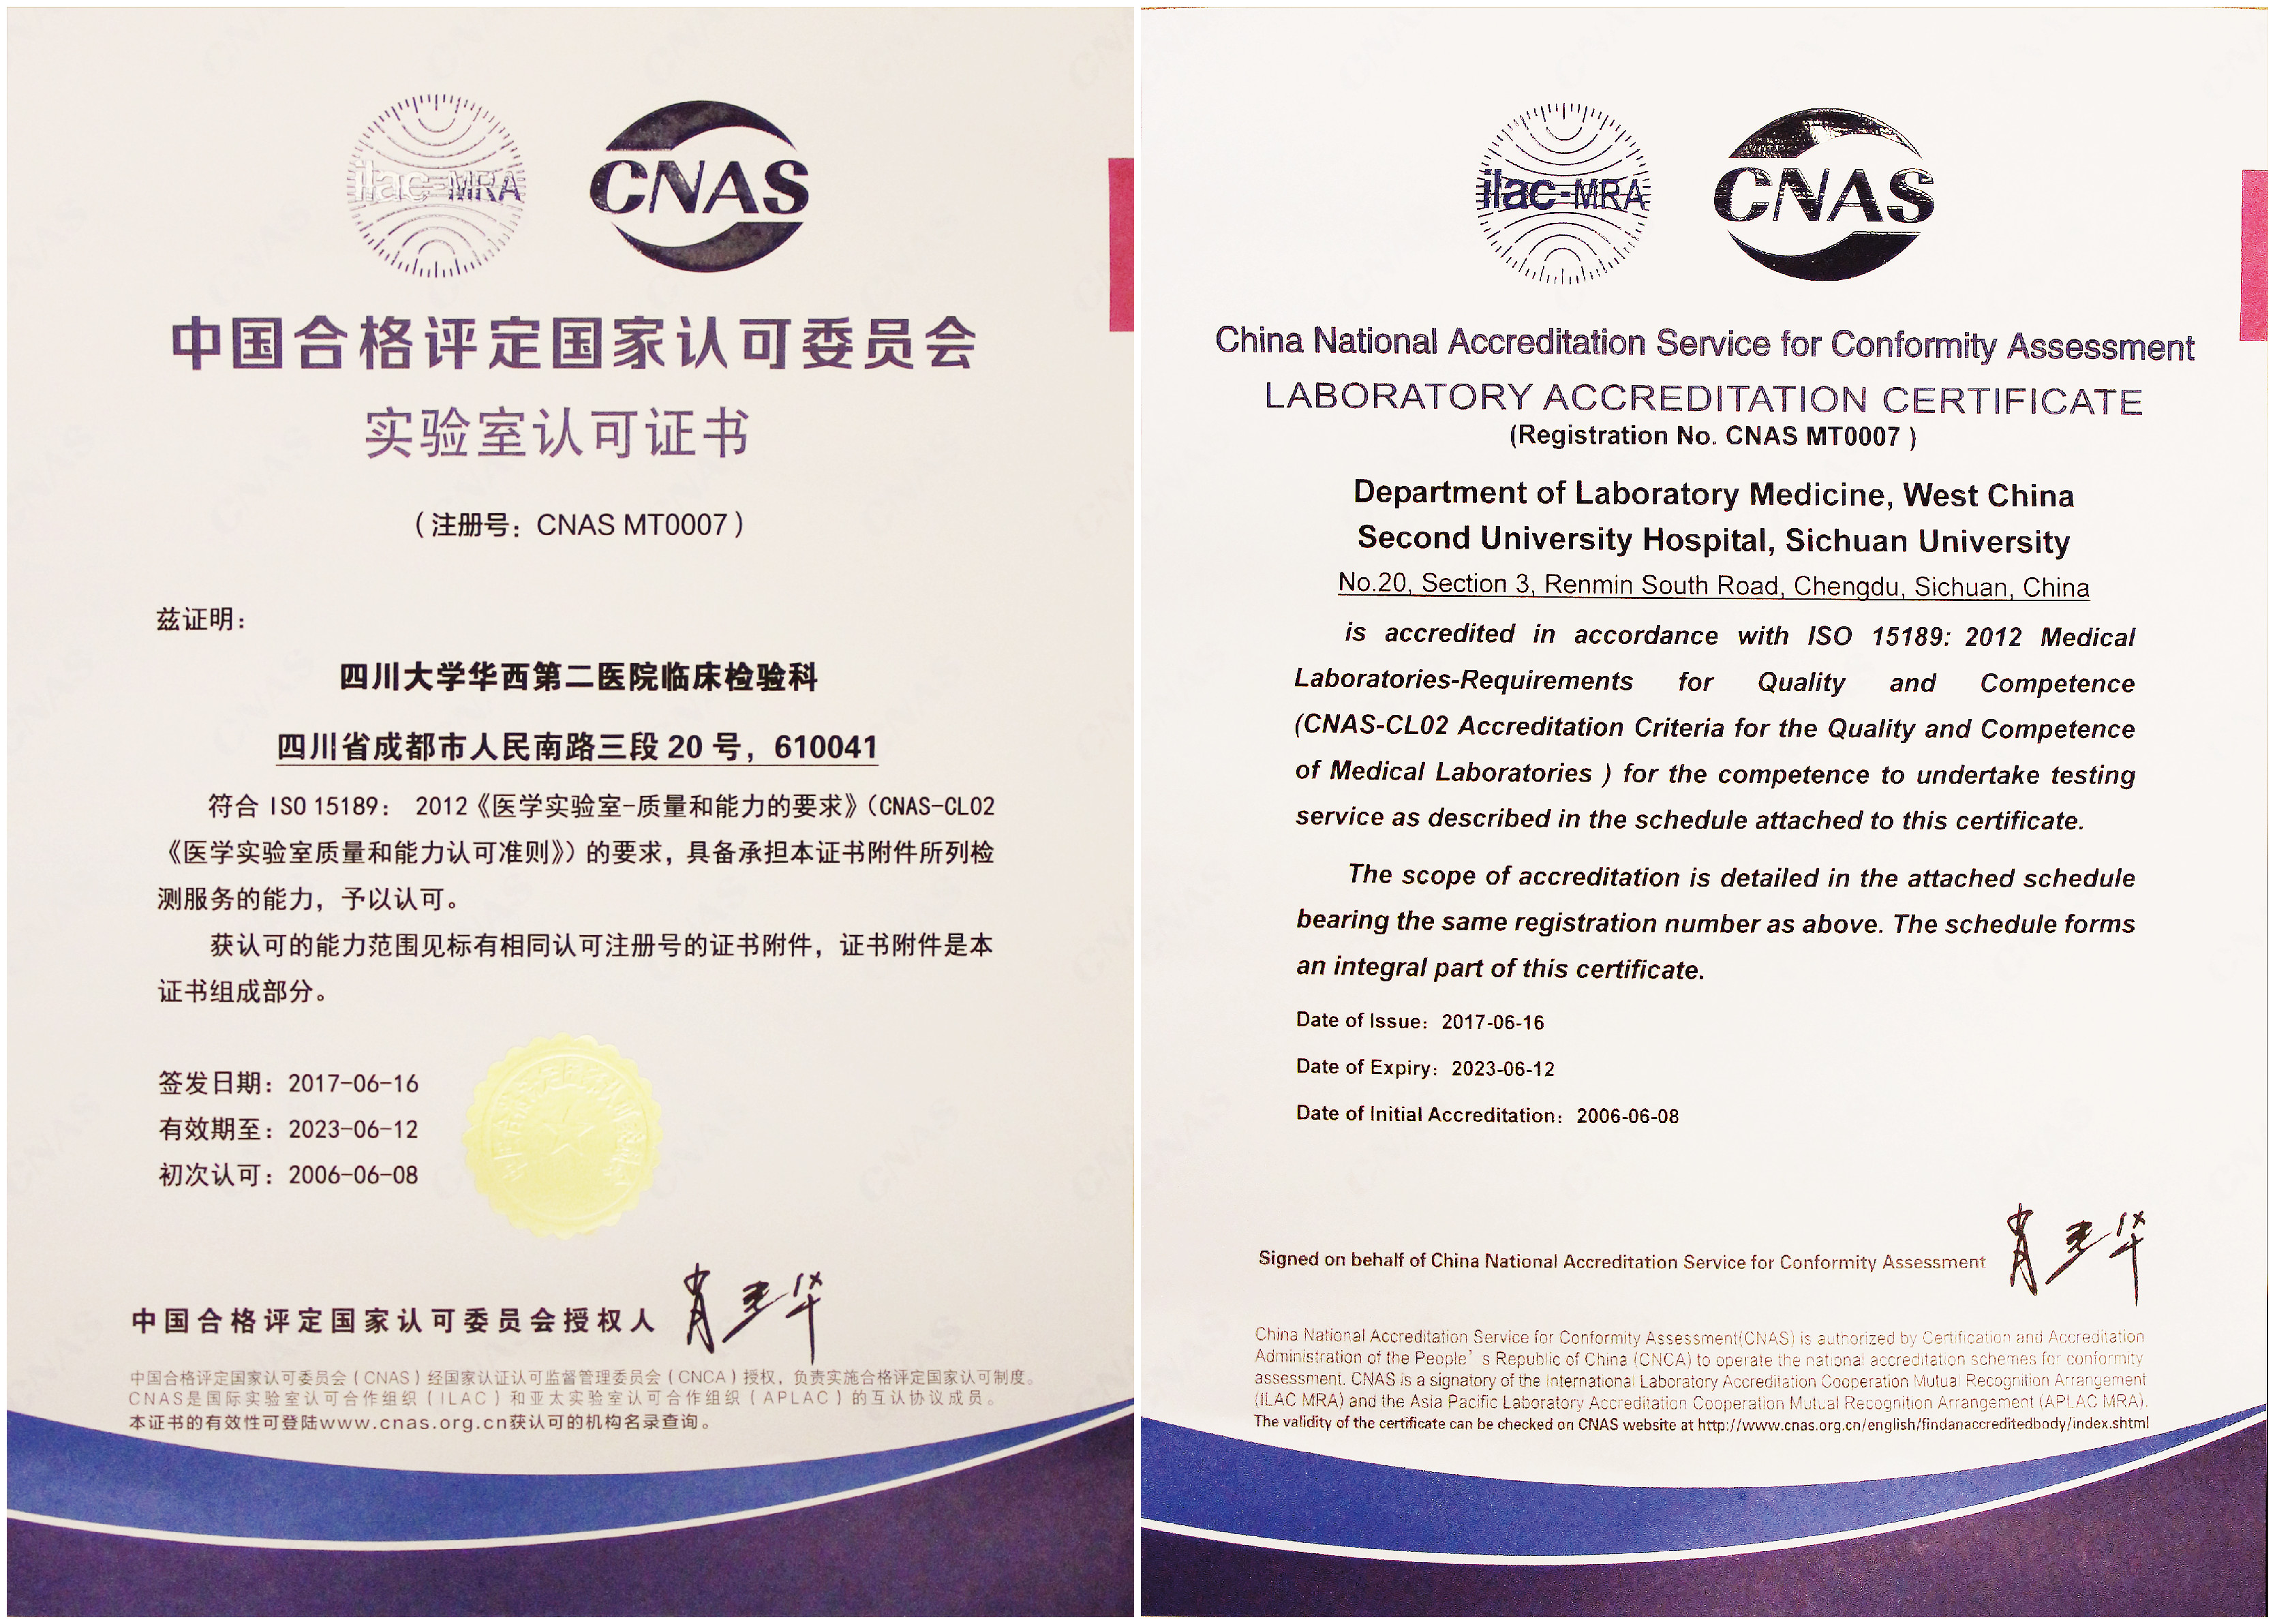 ilac-MRA
CNAS
中国合格评定国家认可委员会
实验室认可证书
（注册号：CNAS MT0007）
兹证明：
四川大学华西第二医院临床检验科
四川省成都市人民南路三段 20 号，610041
符合 ISO 15189： 2012《医学实验室-质量和能力的要求》（CNAS-CL02
《医学实验室质量和能力认可准则》）的要求，具备承担本证书附件所列检
测服务的能力，予以认可。
获认可的能力范围见标有相同认可注册号的证书附件，证书附件是本
证书组成部分。
签发日期：2017-06-16
有效期至：2023-06-12
初次认可：2006-06-08
中国合格评定国家认可委员会授权人
中国合格评定国家认可委员会（CNAS）经国家认证认可监督管理委员会（CNCA）授权，负责实施合格评定国家认可制度。
CNAS是国际实验室认可合作组织（ILAC）和亚太实验室认可合作组织（APLAC）的互认协议成员。
本证书的有效性可登陆www.cnas.org.cn获认可的机构名录查询。
ilac-MRA
CNAS
China National Accreditation Service for Conformity Assessment
LABORATORY ACCREDITATION CERTIFICATE
(Registration No. CNAS MT0007 )
Department of Laboratory Medicine, West China
Second University Hospital, Sichuan University
No.20, Section 3, Renmin South Road, Chengdu, Sichuan, China
is accredited in accordance with ISO 15189: 2012 Medical
Laboratories-Requirements for Quality and Competence
(CNAS-CL02 Accreditation Criteria for the Quality and Competence
of Medical Laboratories ) for the competence to undertake testing
service as described in the schedule attached to this certificate.
The scope of accreditation is detailed in the attached schedule
bearing the same registration number as above. The schedule forms
an integral part of this certificate.
Date of Issue: 2017-06-16
Date of Expiry: 2023-06-12
Date of Initial Accreditation: 2006-06-08
Signed on behalf of China National Accreditation Service for Conformity Assessment
China National Accreditation Service for Conformity Assessment(CNAS) is authorized by Certification and Accreditation
Administration of the People' s Republic of China (CNCA) to operate the national accreditation schemes for conformity
assessment. CNAS is a signatory of the International Laboratory Accreditation Cooperation Mutual Recognition Arrangement
(ILAC MRA) and the Asia Pacific Laboratory Accreditation Cooperation Mutual Recognition Arrangement (APLAC MRA).
The validity of the certificate can be checked on CNAS website at http://www.cnas.org.cn/english/findanaccreditedbody/index.shtml